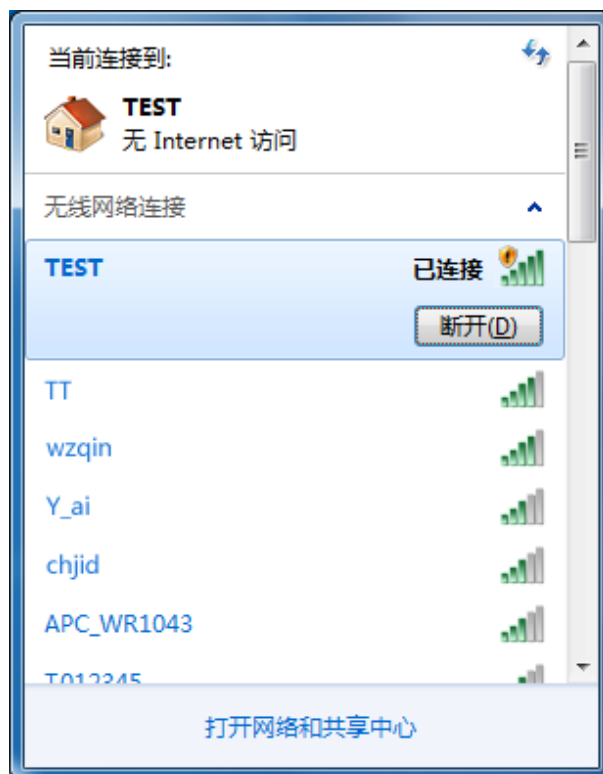 当前连接到:
TEST
无 Internet 访问
无线网络连接
TEST 已连接
断开(D)
TT
wzqin
Y_ai
chjid
APC_WR1043
T012345
打开网络和共享中心